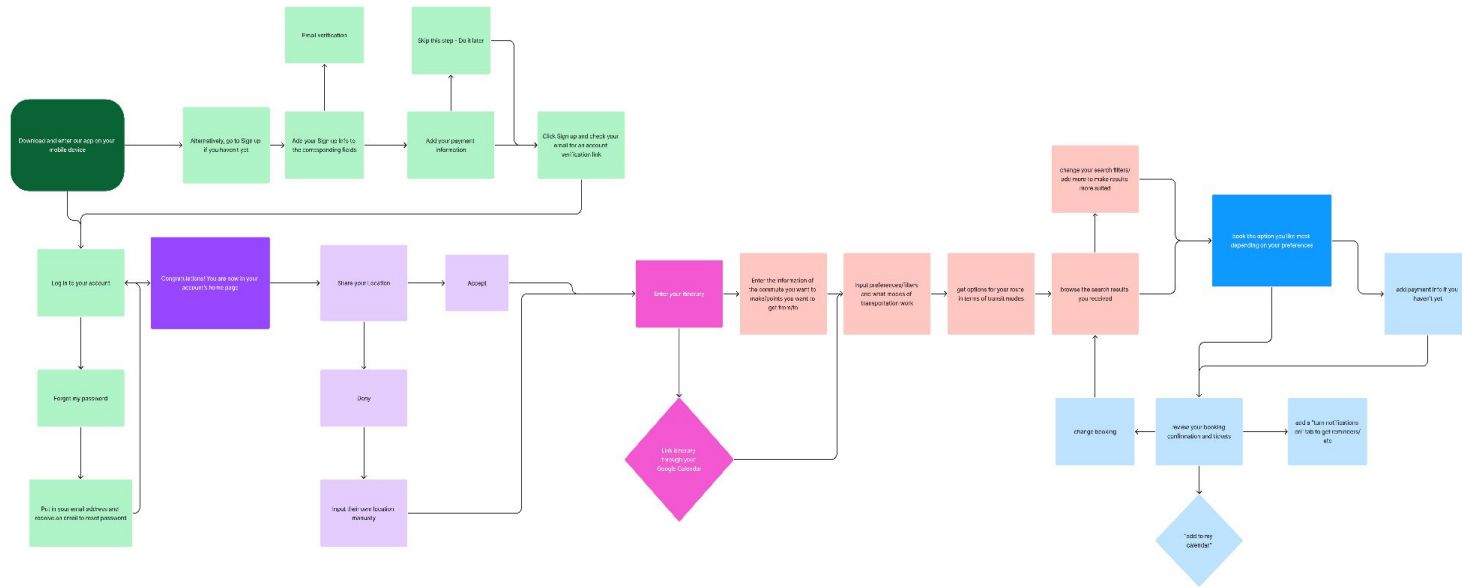 Email verification
Skip this step - Do it later
Download and enter our app on your
mobile device
Alternatively, go to Sign up
if you haven't yet
Add your Sign up Info to
the corresponding fields
Add your payment
information
Click Sign up and check your
email for an account
verification link
change your search filters/
add more to make results
more suited
book the option you like most
depending on your preferences
Log in to your account
Congratulations! You are now in your
account's home page
Share your Location
Accept
Enter your itinerary
Enter the information of
the commute you want to
make/points you want to
get from/to
Input preferences/filters
and what modes of
transportation work
get options for your route
in terms of transit modes
browse the search results
you received
add payment info if you
haven't yet
Forgot my password
Deny
Link itinerary
through your
Google Calendar
change booking
review your booking
confirmation and tickets
add a "turn notifications
on" tab to get reminders/
etc
Put in your email address and
receive an email to reset password
Input their own location
manually
"add to my
calendar"